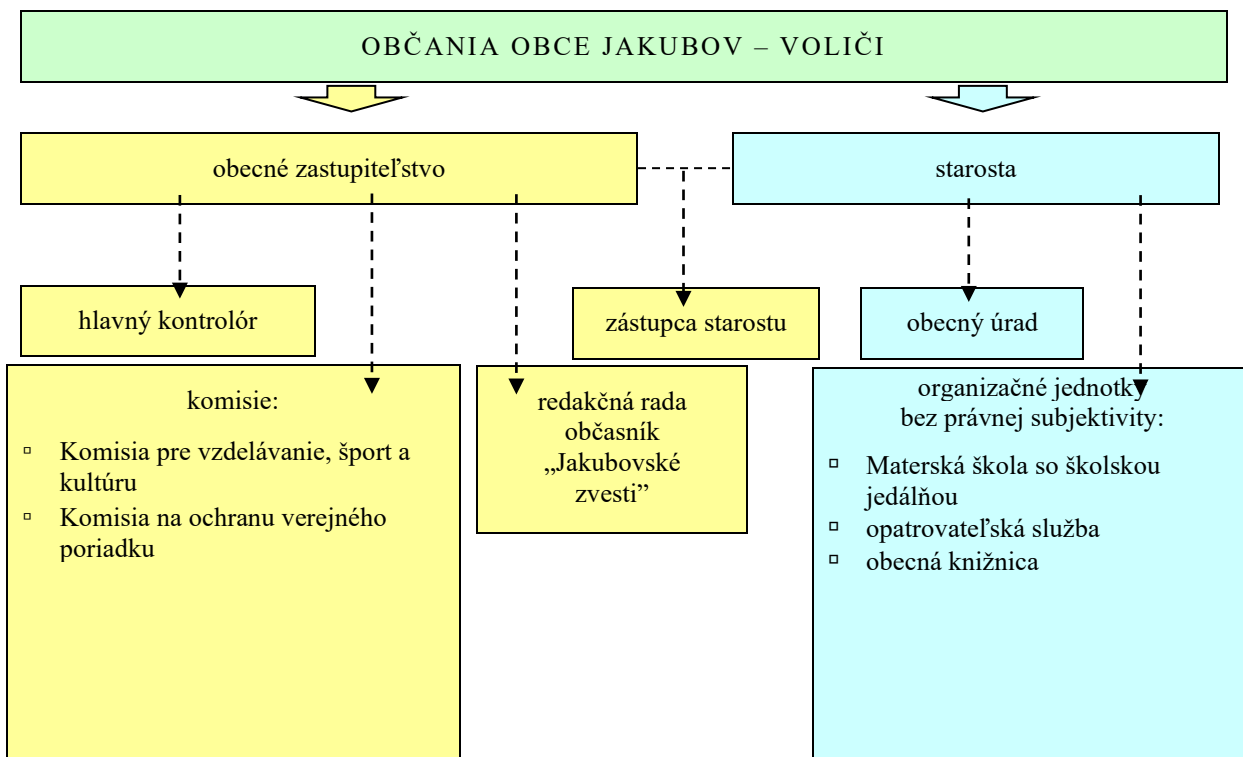 OBČANIA OBCE JAKUBOV – VOLIČI
obecné zastupiteľstvo
starosta
hlavný kontrolór
zástupca starostu
obecný úrad
komisie:
▫ Komisia pre vzdelávanie, šport a
kultúru
▫ Komisia na ochranu verejného
poriadku
redakčná rada
občasník
„Jakubovské
zvesti”
organizačné jednotky
bez právnej subjektivity:
▫ Materská škola so školskou
jedálňou
▫ opatrovateľská služba
▫ obecná knižnica